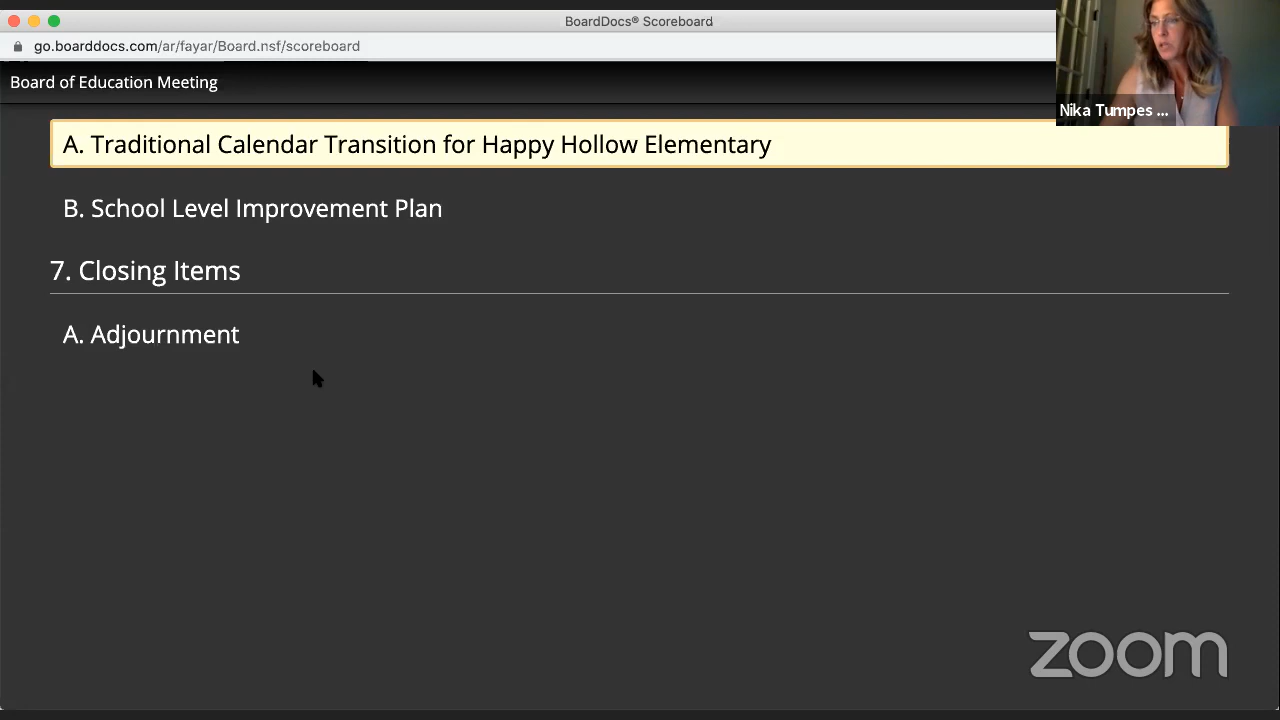 BoardDocs® Scoreboard
go.boarddocs.com/ar/fayar/Board.nsf/scoreboard
Board of Education Meeting
Nika Tumpes ...
A. Traditional Calendar Transition for Happy Hollow Elementary
B. School Level Improvement Plan
7. Closing Items
A. Adjournment
zoom